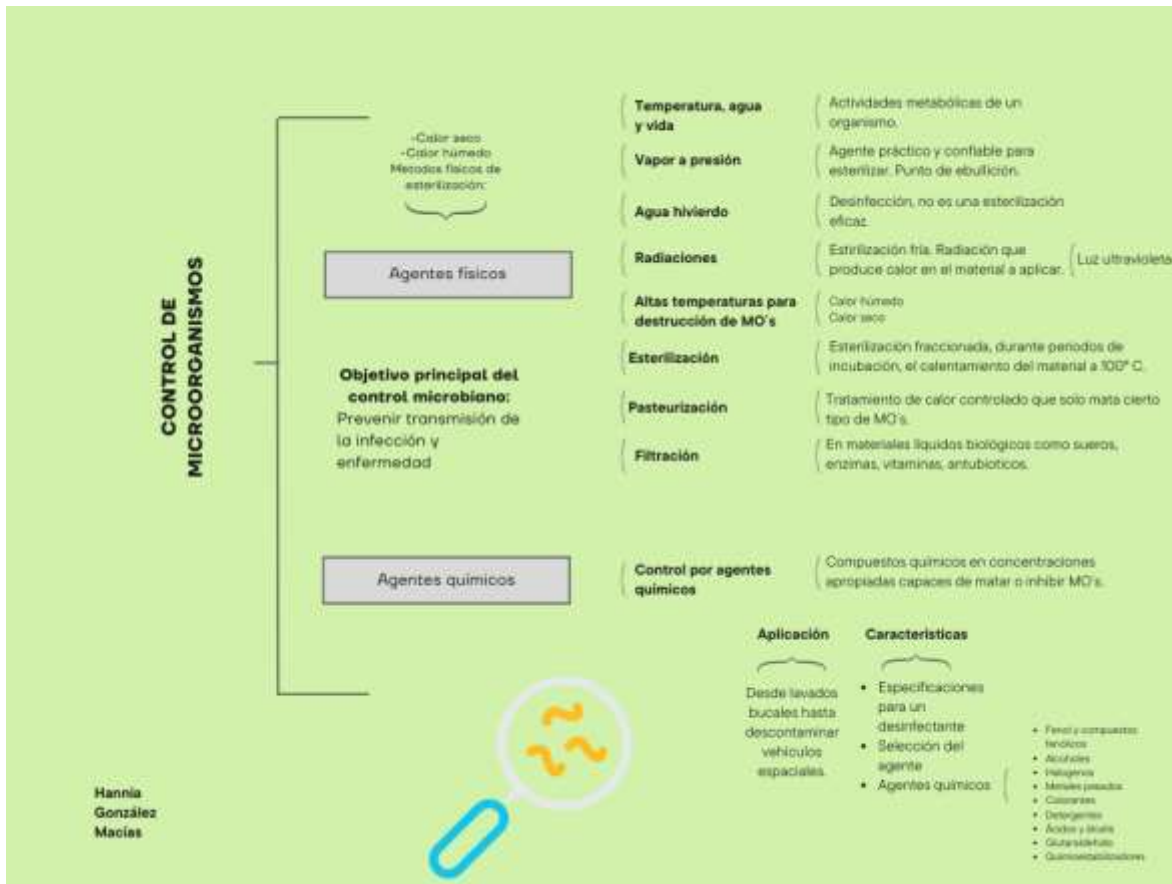 CONTROL DE
MICROORGANISMOS
-Calor seco
-Calor húmedo
Metodos físicos de
esterilización:
Agentes físicos
Objetivo principal del
control microbiano:
Prevenir transmisión de
la infección y
enfermedad
Agentes químicos
Temperatura, agua
y vida
Actividades metabólicas de un
organismo.
Vapor a presión
Agente práctico y confiable para
esterilizar. Punto de ebullición.
Agua hivierdo
Desinfección, no es una esterilización
eficaz.
Radiaciones
Estirilización fría. Radiación que
produce calor en el material a aplicar.
Luz ultravioleta
Altas temperaturas para
destrucción de MO's
Calor húmedo
Calor seco
Esterilización
Esterilización fraccionada, durante periodos de
incubación, el calentamiento del material a 100° C.
Pasteurización
Tratamiento de calor controlado que solo mata cierto
tipo de MO's.
Filtración
En materiales líquidos biológicos como sueros,
enzimas, vitaminas, antubioticos.
Control por agentes
químicos
Compuestos químicos en concentraciones
apropiadas capaces de matar o inhibir MO's.
Aplicación
Desde lavados
bucales hasta
descontaminar
vehículos
espaciales.
Caracteristicas
• Especificaciones
para un
desinfectante
• Selección del
agente
• Agentes químicos
• Fenol y compuestos
fenólicos
• Alcoholes
• Halogenos
• Metales pesados
• Colorantes
• Detergentes
• Ácidos y álcalis
• Glutaraldehído
Hannia
González
Macías